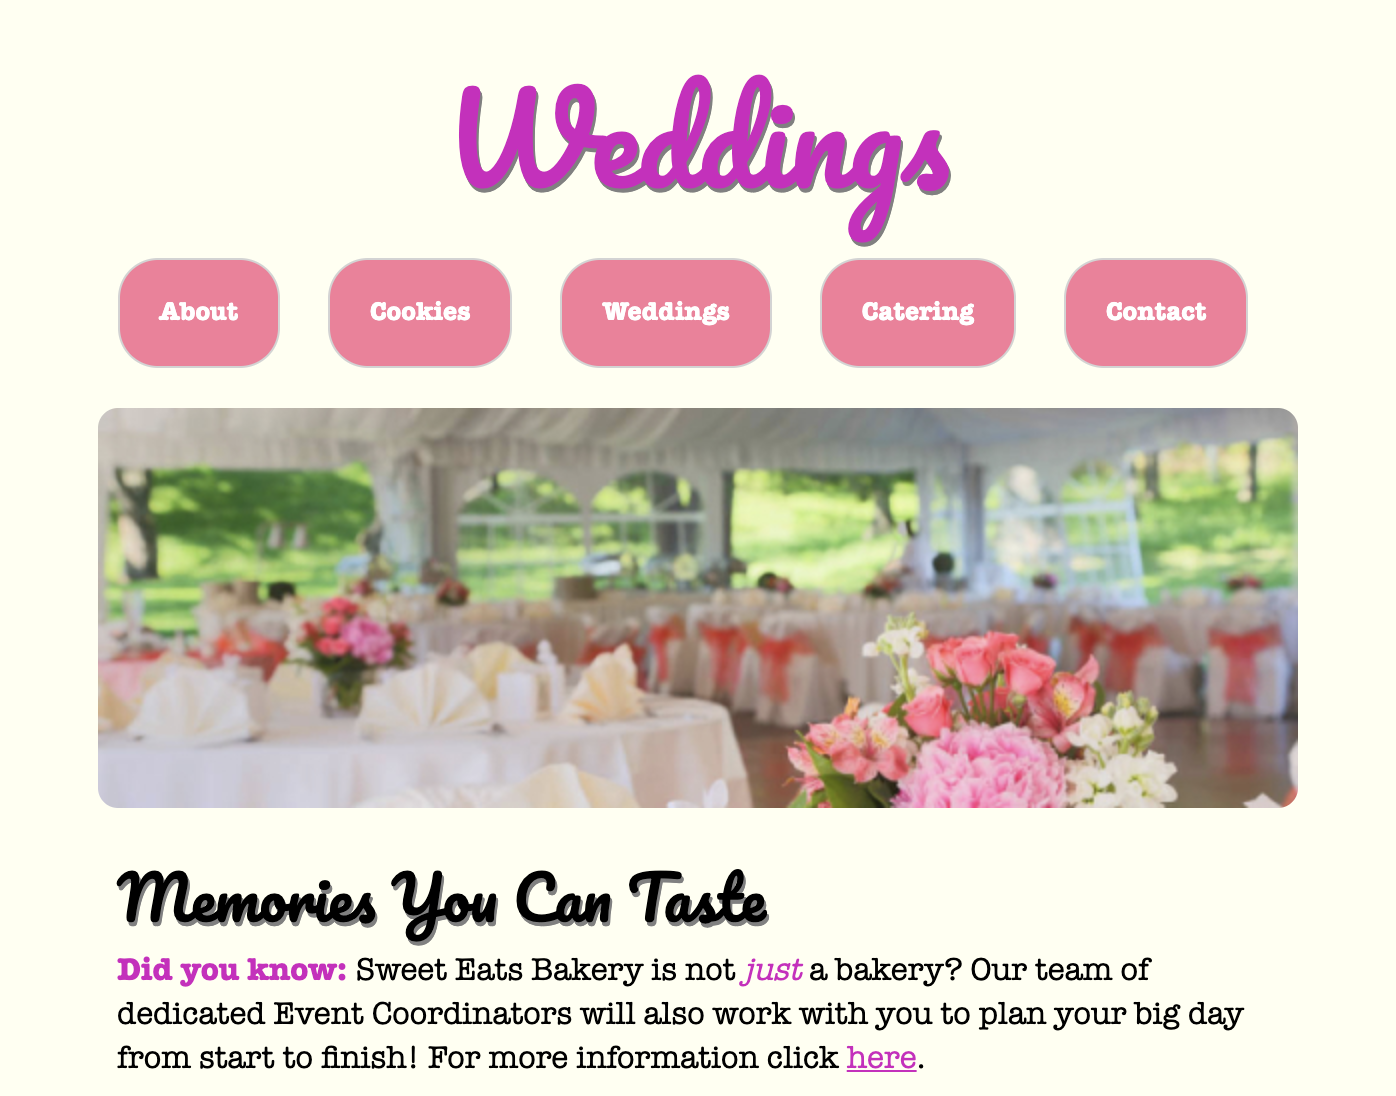 Weddings
About Cookies Weddings Catering Contact
Memories You Can Taste
Did you know: Sweet Eats Bakery is not just a bakery? Our team of
dedicated Event Coordinators will also work with you to plan your big day
from start to finish! For more information click here.